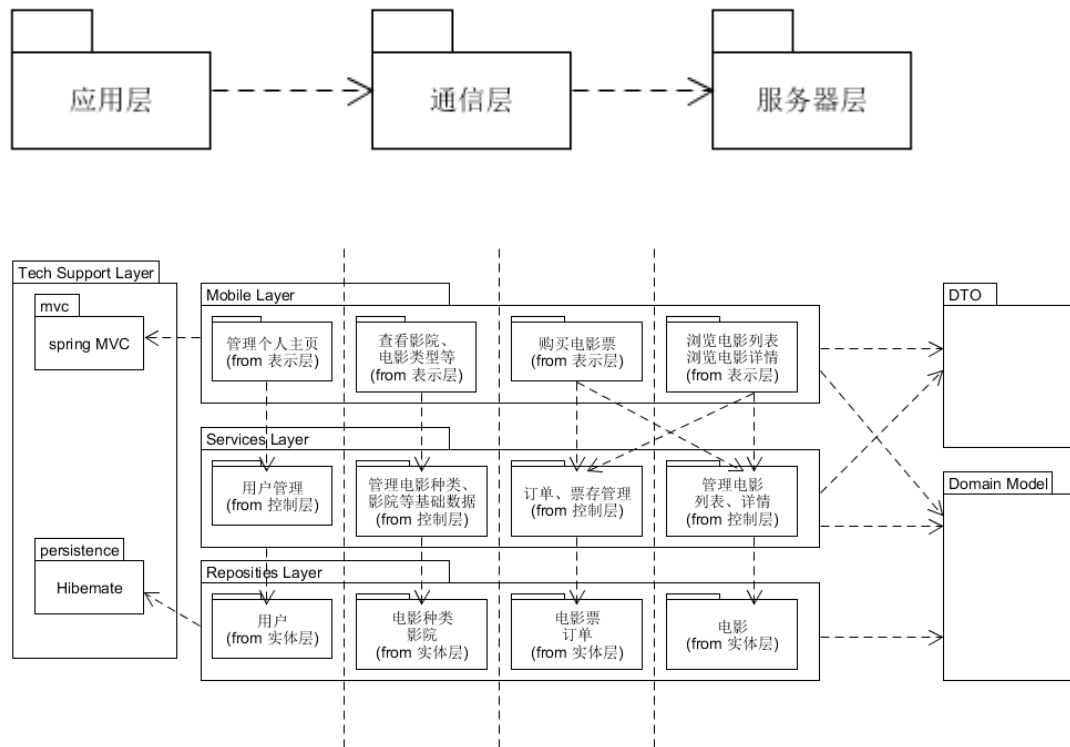 应用层
通信层
服务器层
Tech Support Layer
mvc
spring MVC
persistence
Hibemate
Mobile Layer
管理个人主页
(from 表示层)
查看影院、
电影类型等
(from 表示层)
购买电影票
(from 表示层)
浏览电影列表
浏览电影详情
(from 表示层)
Services Layer
用户管理
(from 控制层)
管理电影种类、
影院等基础数据
(from 控制层)
订单、票存管理
(from 控制层)
管理电影
列表、详情
(from 控制层)
Reposities Layer
用户
(from 实体层)
电影种类
影院
(from 实体层)
电影票
订单
(from 实体层)
电影
(from 实体层)
DTO
Domain Model